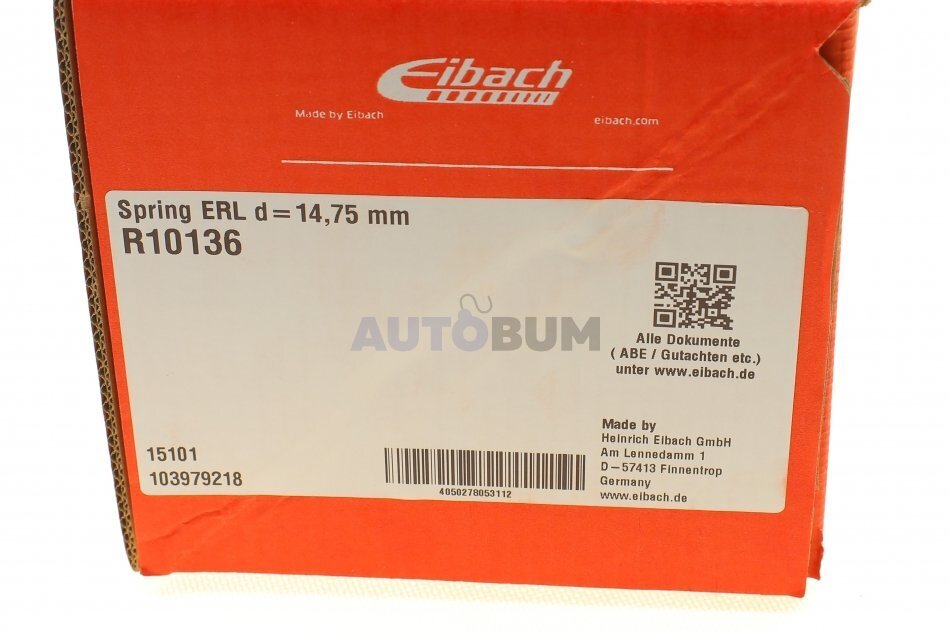 Eibach
Made by Eibach
eibach.com
Spring ERL d=14,75 mm
R10136
AUTOBUM
Alle Dokumente
( ABE / Gutachten etc.)
unter www.eibach.de
Made by
Heinrich Eibach GmbH
Am Lennedamm 1
D-57413 Finnentrop
Germany
www.eibach.de
15101
103979218
4050278053112